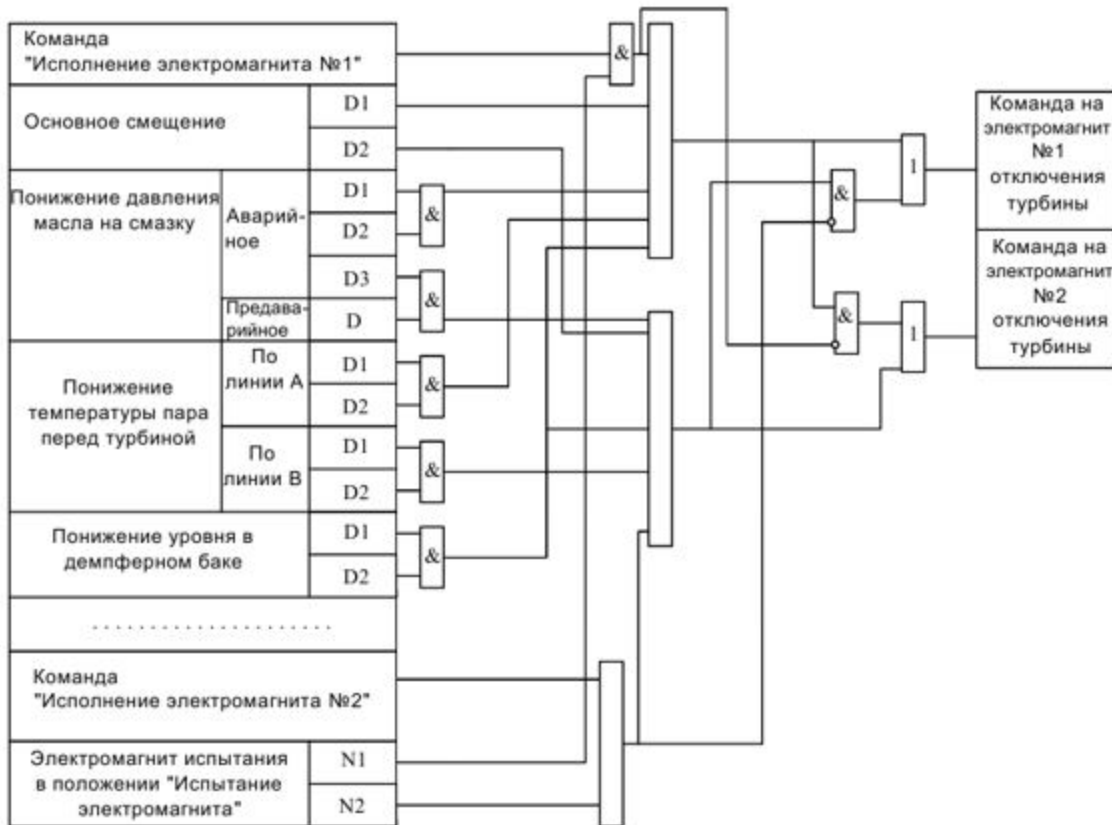 Команда
"Исполнение электромагнита №1"
&
Основное смещение
D1
D2
Понижение давления
масла на смазку
Аварий-
ное
D1
D2
D3
&
&
Предава-
рийное
D
Понижение
температуры пара
перед турбиной
По
линии А
D1
D2
&
По
линии В
D1
D2
&
Понижение уровня в
демпферном баке
D1
D2
&
. . . . . . . . . . . . . . . . . . . . . .
Команда
"Исполнение электромагнита №2"
Электромагнит испытания
в положении "Испытание
электромагнита"
N1
N2
&
1
&
1
Команда на
электромагнит
№1
отключения
турбины
Команда на
электромагнит
№2
отключения
турбины